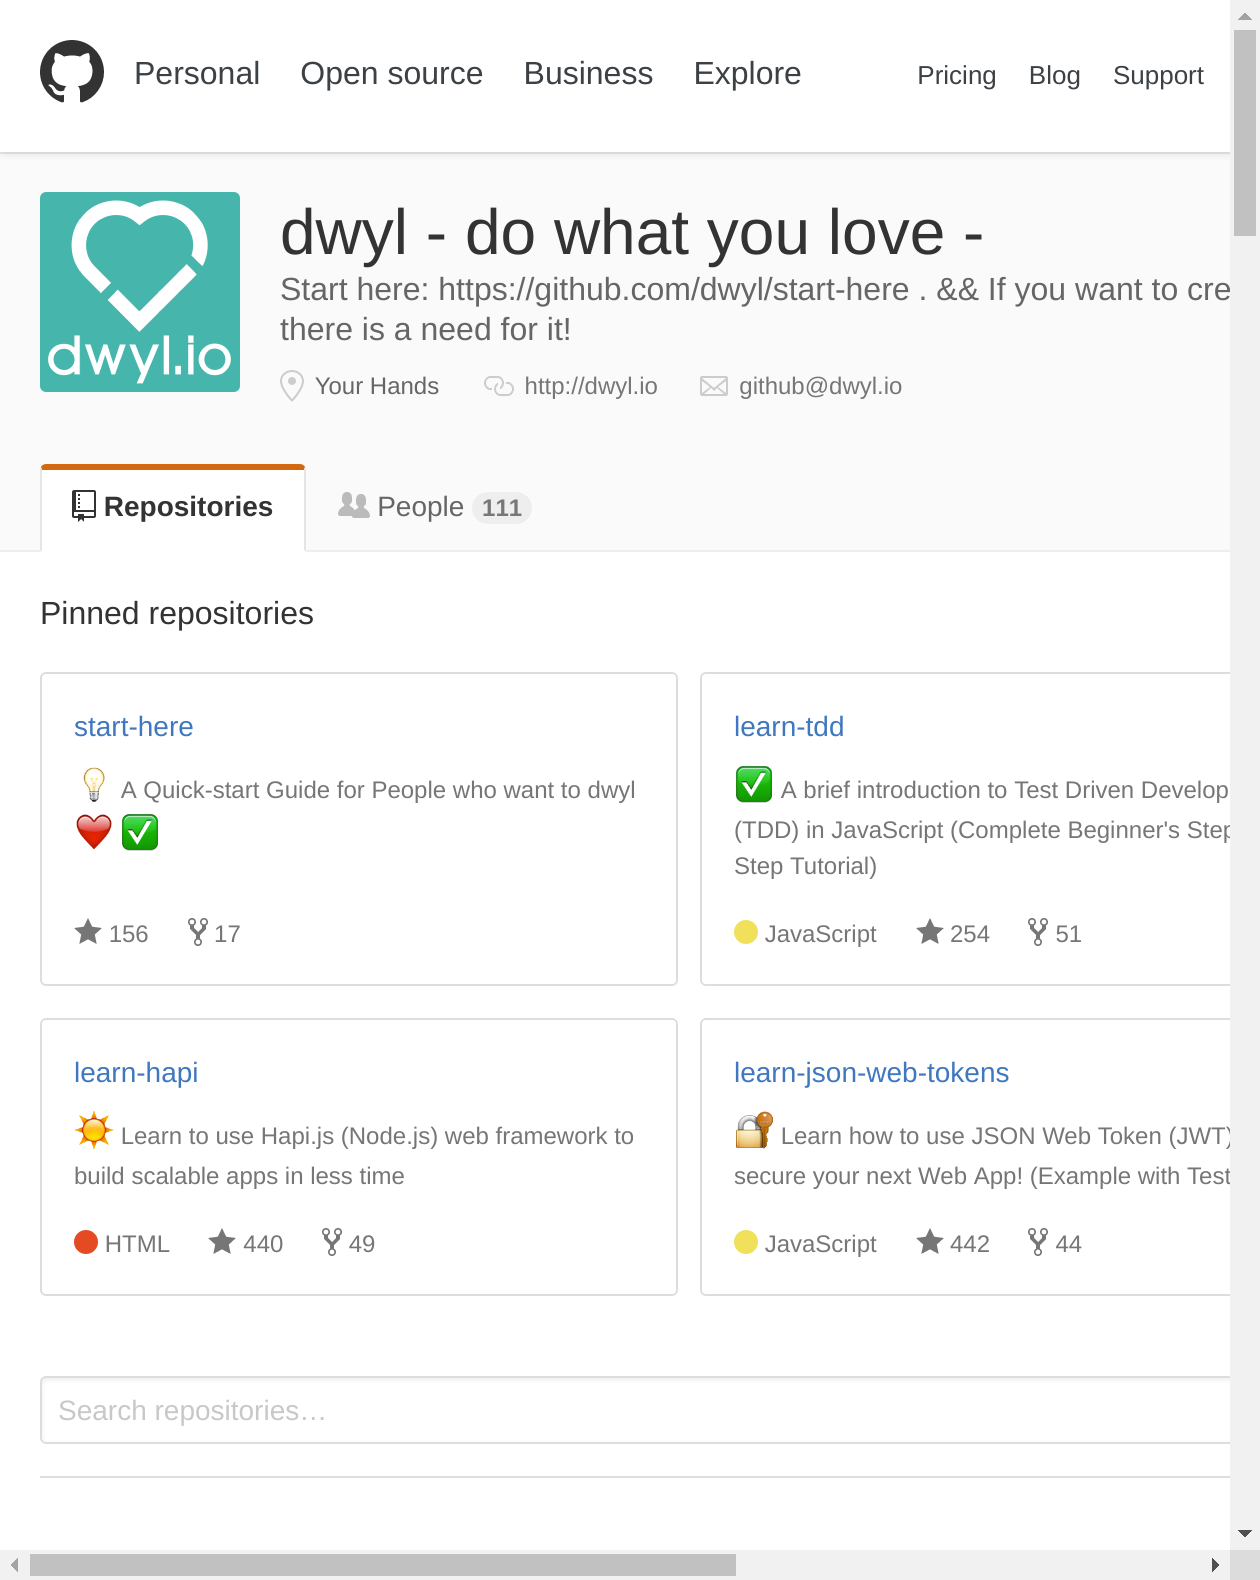 Personal Open source Business Explore Pricing Blog Support
dwyl.io
dwyl - do what you love -
Start here: https://github.com/dwyl/start-here . && If you want to cre
there is a need for it!
Your Hands http://dwyl.io github@dwyl.io
Repositories People 111
Pinned repositories
start-here
A Quick-start Guide for People who want to dwyl
156 17
learn-tdd
A brief introduction to Test Driven Develop
(TDD) in JavaScript (Complete Beginner's Step
Step Tutorial)
JavaScript 254 51
learn-hapi
Learn to use Hapi.js (Node.js) web framework to
build scalable apps in less time
HTML 440 49
learn-json-web-tokens
Learn how to use JSON Web Token (JWT)
secure your next Web App! (Example with Test
JavaScript 442 44
Search repositories…